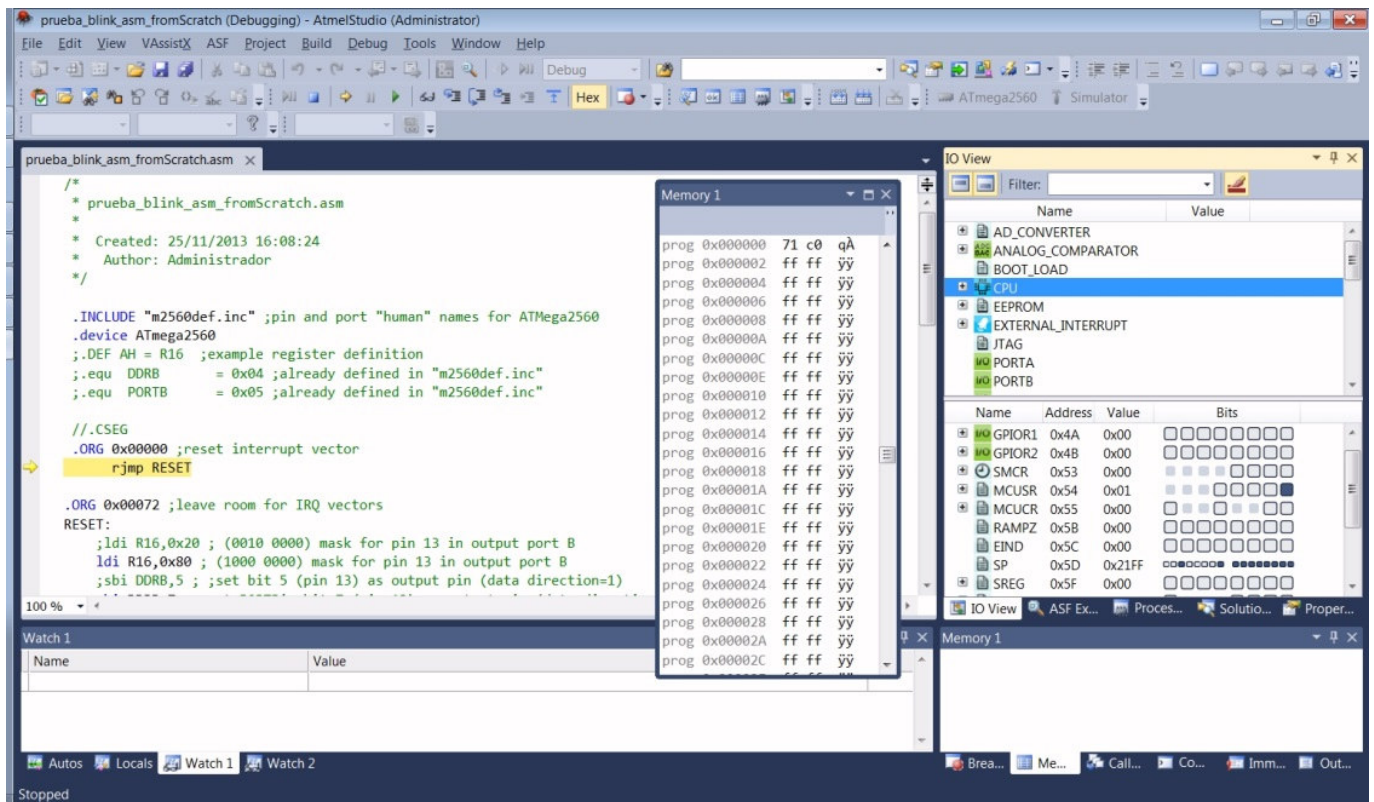 prueba_blink_asm_fromScratch (Debugging) - AtmelStudio (Administrator)
File Edit View VAssistX ASF Project Build Debug Tools Window Help
Debug
Hex
ATmega2560 Simulator
prueba_blink_asm_fromScratch.asm
/*
* prueba_blink_asm_fromScratch.asm
*
* Created: 25/11/2013 16:08:24
* Author: Administrador
*/
.INCLUDE "m2560def.inc" ;pin and port "human" names for ATMega2560
.device ATmega2560
;.DEF AH = R16 ;example register definition
;.equ DDRB = 0x04 ;already defined in "m2560def.inc"
;.equ PORTB = 0x05 ;already defined in "m2560def.inc"
//.CSEG
.ORG 0x00000 ;reset interrupt vector
rjmp RESET
.ORG 0x00072 ;leave room for IRQ vectors
RESET:
;ldi R16,0x20 ; (0010 0000) mask for pin 13 in output port B
ldi R16,0x80 ; (1000 0000) mask for pin 13 in output port B
;sbi DDRB,5 ; ;set bit 5 (pin 13) as output pin (data direction=1)
100 %
Memory 1
prog 0x000000 71 c0 qÀ
prog 0x000002 ff ff ÿÿ
prog 0x000004 ff ff ÿÿ
prog 0x000006 ff ff ÿÿ
prog 0x000008 ff ff ÿÿ
prog 0x00000A ff ff ÿÿ
prog 0x00000C ff ff ÿÿ
prog 0x00000E ff ff ÿÿ
prog 0x000010 ff ff ÿÿ
prog 0x000012 ff ff ÿÿ
prog 0x000014 ff ff ÿÿ
prog 0x000016 ff ff ÿÿ
prog 0x000018 ff ff ÿÿ
prog 0x00001A ff ff ÿÿ
prog 0x00001C ff ff ÿÿ
prog 0x00001E ff ff ÿÿ
prog 0x000020 ff ff ÿÿ
prog 0x000022 ff ff ÿÿ
prog 0x000024 ff ff ÿÿ
prog 0x000026 ff ff ÿÿ
prog 0x000028 ff ff ÿÿ
prog 0x00002A ff ff ÿÿ
prog 0x00002C ff ff ÿÿ
IO View
Filter:
Name Value
AD_CONVERTER
ANALOG_COMPARATOR
BOOT_LOAD
CPU
EEPROM
EXTERNAL_INTERRUPT
JTAG
PORTA
PORTB
Name Address Value Bits
GPIOR1 0x4A 0x00
GPIOR2 0x4B 0x00
SMCR 0x53 0x00
MCUSR 0x54 0x01
MCUCR 0x55 0x00
RAMPZ 0x5B 0x00
EIND 0x5C 0x00
SP 0x5D 0x21FF
SREG 0x5F 0x00
IO View ASF Ex... Proces... Solutio... Proper...
Watch 1
Name Value
Autos Locals Watch 1 Watch 2
Memory 1
Brea... Me... Call... Co... Imm... Out...
Stopped